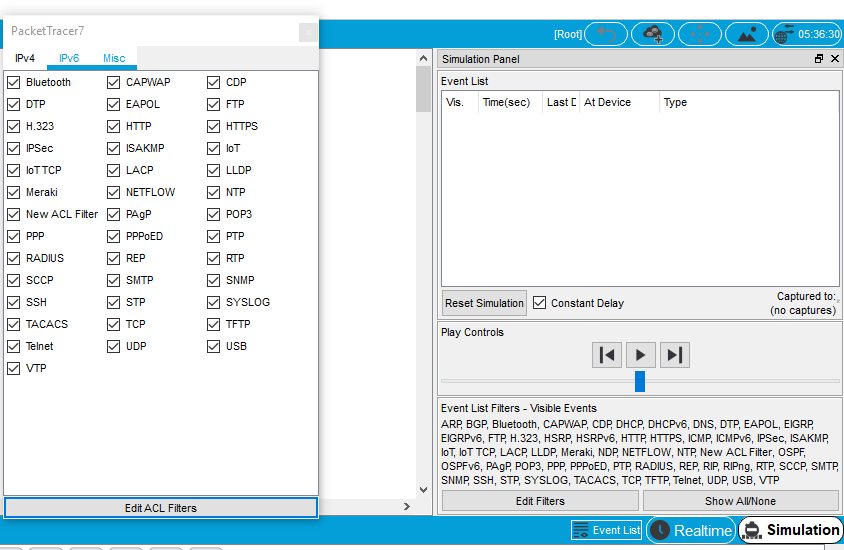 PacketTracer7
IPv4 IPv6 Misc
Bluetooth CAPWAP CDP
DTP EAPOL FTP
H.323 HTTP HTTPS
IPSec ISAKMP IoT
IoT TCP LACP LLDP
Meraki NETFLOW NTP
New ACL Filter PAgP POP3
PPP PPPoED PTP
RADIUS REP RTP
SCCP SMTP SNMP
SSH STP SYSLOG
TACACS TCP TFTP
Telnet UDP USB
VTP
Edit ACL Filters
[Root] 05:36:30
Simulation Panel
Event List
Vis. Time(sec) Last D At Device Type
Reset Simulation Constant Delay
Captured to:
(no captures)
Play Controls
Event List Filters - Visible Events
ARP, BGP, Bluetooth, CAPWAP, CDP, DHCP, DHCPv6, DNS, DTP, EAPOL, EIGRP,
EIGRPv6, FTP, H.323, HSRP, HSRPv6, HTTP, HTTPS, ICMP, ICMPv6, IPSec, ISAKMP,
IoT, IoT TCP, LACP, LLDP, Meraki, NDP, NETFLOW, NTP, New ACL Filter, OSPF,
OSPFv6, PAgP, POP3, PPP, PPPoED, PTP, RADIUS, REP, RIP, RIPng, RTP, SCCP, SMTP,
SNMP, SSH, STP, SYSLOG, TACACS, TCP, TFTP, Telnet, UDP, USB, VTP
Edit Filters Show All/None
Event List Realtime Simulation